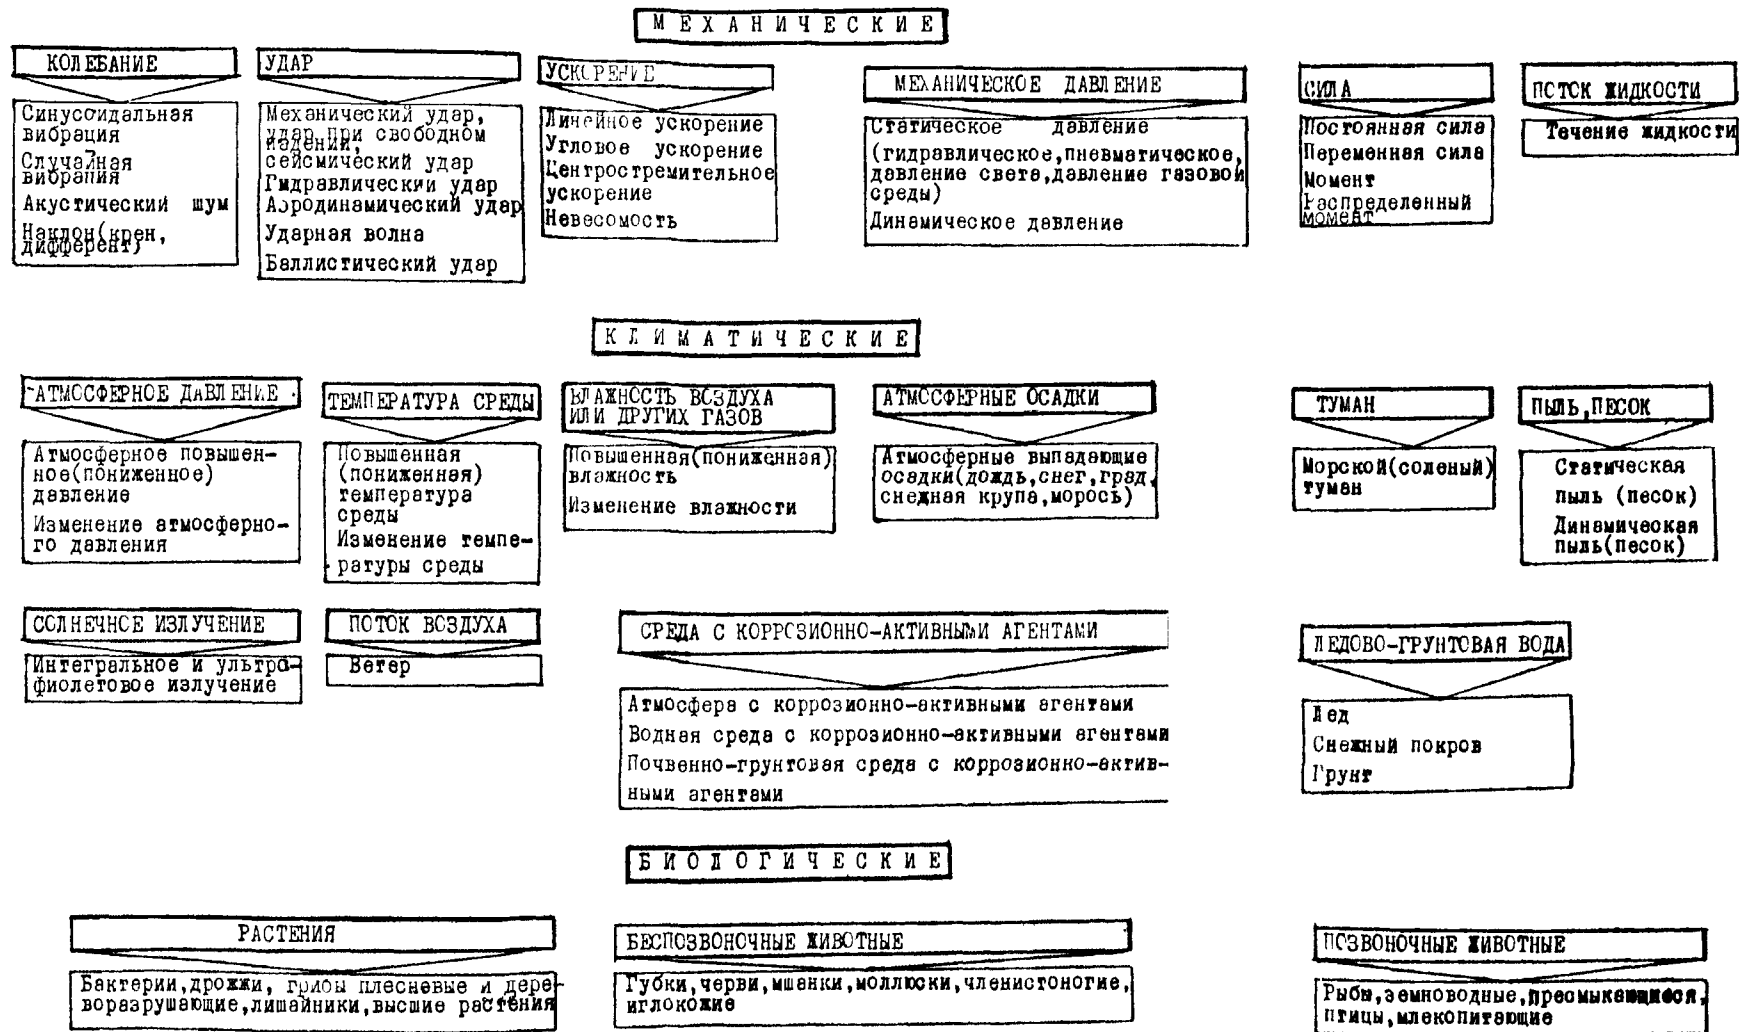 МЕХАНИЧЕСКИЕ
КОЛЕБАНИЕ
Синусоидальная
вибрация
Случайная
вибрация
Акустический шум
Наклон(крен,
дифферент)
УДАР
Механический удар,
удар при свободном
падении,
сейсмический удар
Гидравлический удар
Аэродинамический удар
Ударная волна
Баллистический удар
УСКОРЕНИЕ
Линейное ускорение
Угловое ускорение
Центростремительное
ускорение
Невесомость
МЕХАНИЧЕСКОЕ ДАВЛЕНИЕ
Статическое давление
(гидравлическое,пневматическое,
давление света,давление газовой
среды)
Динамическое давление
СИЛА
Постоянная сила
Переменная сила
Момент
Распределенный
момент
ПОТОК ЖИДКОСТИ
Течение жидкости
КЛИМАТИЧЕСКИЕ
АТМОСФЕРНОЕ ДАВЛЕНИЕ
Атмосферное повышен-
ное(пониженное)
давление
Изменение атмосферно-
го давления
ТЕМПЕРАТУРА СРЕДЫ
Повышенная
(пониженная)
температура
среды
Изменение темпе-
ратуры среды
ВЛАЖНОСТЬ ВОЗДУХА
ИЛИ ДРУГИХ ГАЗОВ
Повышенная(пониженная)
влажность
Изменение влажности
АТМОСФЕРНЫЕ ОСАДКИ
Атмосферные выпадающие
осадки(дождь,снег,град,
снежная крупа,морось)
ТУМАН
Морской(соленый)
туман
ПЫЛЬ,ПЕСОК
Статическая
пыль (песок)
Динамическая
пыль(песок)
СОЛНЕЧНОЕ ИЗЛУЧЕНИЕ
Интегральное и ультра-
фиолетовое излучение
ПОТОК ВОЗДУХА
Ветер
СРЕДА С КОРРОЗИОННО-АКТИВНЫМИ АГЕНТАМИ
Атмосфера с коррозионно-активными агентами
Водная среда с коррозионно-активными агентами
Почвенно-грунтовая среда с коррозионно-актив-
ными агентами
ЛЕДОВО-ГРУНТОВАЯ ВОДА
Лед
Снежный покров
Грунт
БИОЛОГИЧЕСКИЕ
РАСТЕНИЯ
Бактерии,дрожжи, грибы плесневые и дере-
воразрушающие,лишайники,высшие растения
БЕСПОЗВОНОЧНЫЕ ЖИВОТНЫЕ
Губки,черви,мшанки,моллюски,членистоногие,
иглокожие
ПОЗВОНОЧНЫЕ ЖИВОТНЫЕ
Рыбы,земноводные,пресмыкающиеся,
птицы,млекопитающие